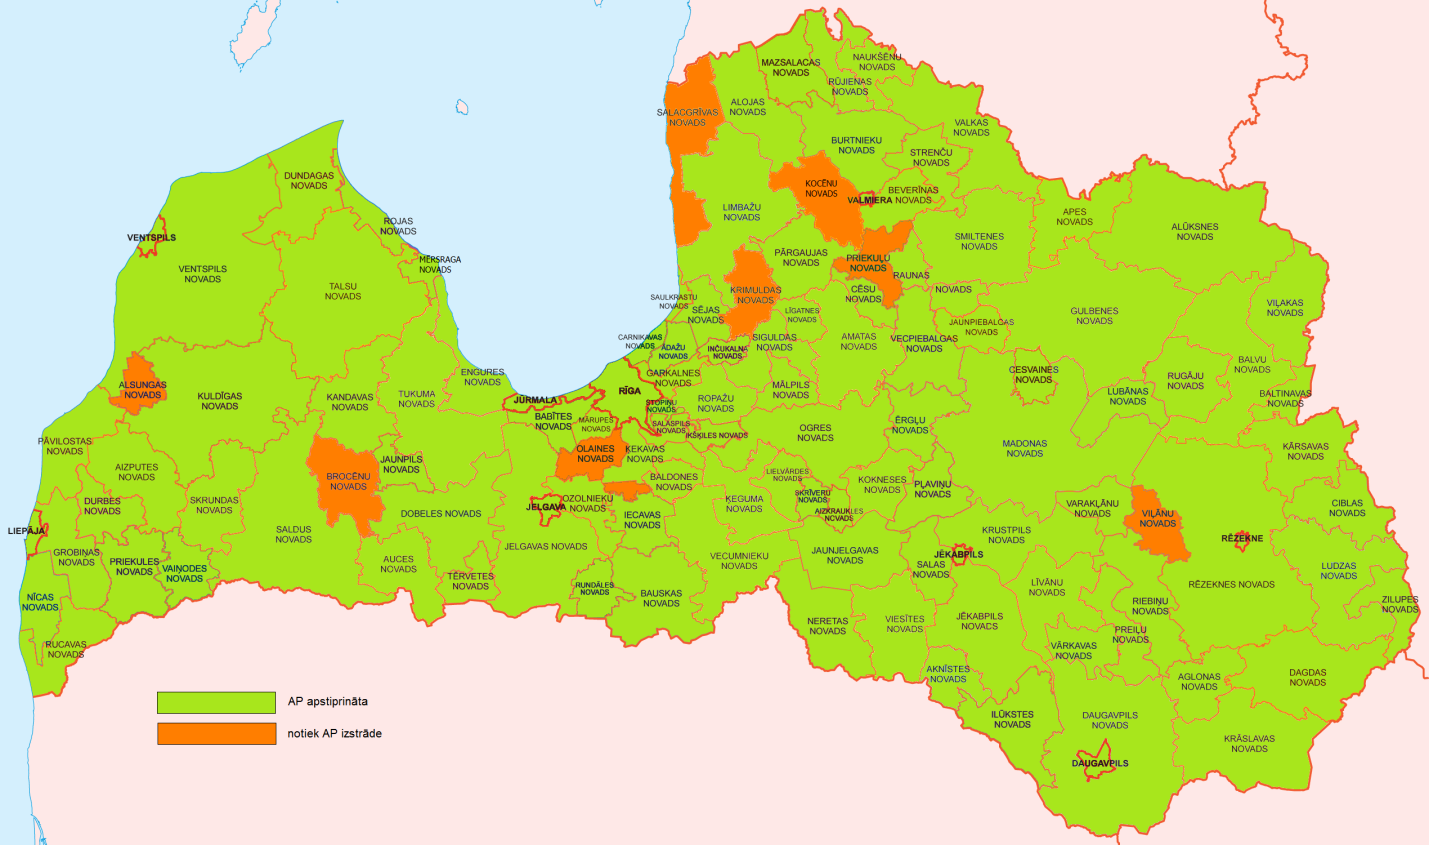 NAUKŠĒNU
NOVADS
MAZSALACAS
NOVADS
RŪJIENAS
NOVADS
SALACGRĪVAS
NOVADS
ALOJAS
NOVADS
VALKAS
NOVADS
BURTNIEKU
NOVADS
STRENČU
NOVADS
DUNDAGAS
NOVADS
KOCĒNU
NOVADS
VALMIERA
BEVERĪNAS
NOVADS
LIMBAŽU
NOVADS
ROJAS
NOVADS
APES
NOVADS
ALŪKSNES
NOVADS
VENTSPILS
SMILTENES
NOVADS
PĀRGAUJAS
NOVADS
PRIEKUĻU
NOVADS
MĒRSRAGA
NOVADS
VENTSPILS
NOVADS
RAUNAS
NOVADS
TALSU
NOVADS
KRIMULDAS
NOVADS
CĒSU
NOVADS
SAULKRASTU
NOVADS
SĒJAS
NOVADS
LĪGATNES
NOVADS
GULBENES
NOVADS
VIĻAKAS
NOVADS
JAUNPIEBALGAS
NOVADS
CARNIKAVAS
NOVADS
ĀDAŽU
NOVADS
INČUKALNA
NOVADS
SIGULDAS
NOVADS
AMATAS
NOVADS
VECPIEBALGAS
NOVADS
BALVU
NOVADS
ALSUNGAS
NOVADS
ENGURES
NOVADS
GARKALNES
NOVADS
CESVAINES
NOVADS
RUGĀJU
NOVADS
KULDĪGAS
NOVADS
KANDAVAS
NOVADS
TUKUMA
NOVADS
JŪRMALA
RĪGA
MĀLPILS
NOVADS
LUBĀNAS
NOVADS
BALTINAVAS
NOVADS
ROPAŽU
NOVADS
STOPIŅU
NOVADS
BABĪTES
NOVADS
MĀRUPES
NOVADS
SALASPILS
NOVADS
IKŠĶILES NOVADS
OGRES
NOVADS
ĒRGĻU
NOVADS
MADONAS
NOVADS
PĀVILOSTAS
NOVADS
KĀRSAVAS
NOVADS
OLAINES
NOVADS
ĶEKAVAS
NOVADS
AIZPUTES
NOVADS
BROCĒNU
NOVADS
JAUNPILS
NOVADS
BALDONES
NOVADS
LIELVĀRDES
NOVADS
KOKNESES
NOVADS
PĻAVIŅU
NOVADS
DURBES
NOVADS
SKRUNDAS
NOVADS
OZOLNIEKU
NOVADS
JELGAVA
ĶEGUMA
NOVADS
SKRĪVERU
NOVADS
VARAKĻĀNU
NOVADS
CIBLAS
NOVADS
DOBELES NOVADS
IECAVAS
NOVADS
AIZKRAUKLES
NOVADS
VIĻĀNU
NOVADS
LIEPĀJA
SALDUS
NOVADS
KRUSTPILS
NOVADS
RĒZEKNE
JELGAVAS NOVADS
GROBIŅAS
NOVADS
PRIEKULES
NOVADS
VAIŅODES
NOVADS
AUCES
NOVADS
VECUMNIEKU
NOVADS
JAUNJELGAVAS
NOVADS
JĒKABPILS
SALAS
NOVADS
LUDZAS
NOVADS
TĒRVETES
NOVADS
RUNDĀLES
NOVADS
LĪVĀNU
NOVADS
RĒZEKNES NOVADS
NĪCAS
NOVADS
BAUSKAS
NOVADS
RIEBIŅU
NOVADS
ZILUPES
NOVADS
NERETAS
NOVADS
VIESĪTES
NOVADS
JĒKABPILS
NOVADS
PREIĻU
NOVADS
RUCAVAS
NOVADS
VĀRKAVAS
NOVADS
AKNĪSTES
NOVADS
AGLONAS
NOVADS
DAGDAS
NOVADS
AP apstiprināta
ILŪKSTES
NOVADS
DAUGAVPILS
NOVADS
notiek AP izstrāde
KRĀSLAVAS
NOVADS
DAUGAVPILS